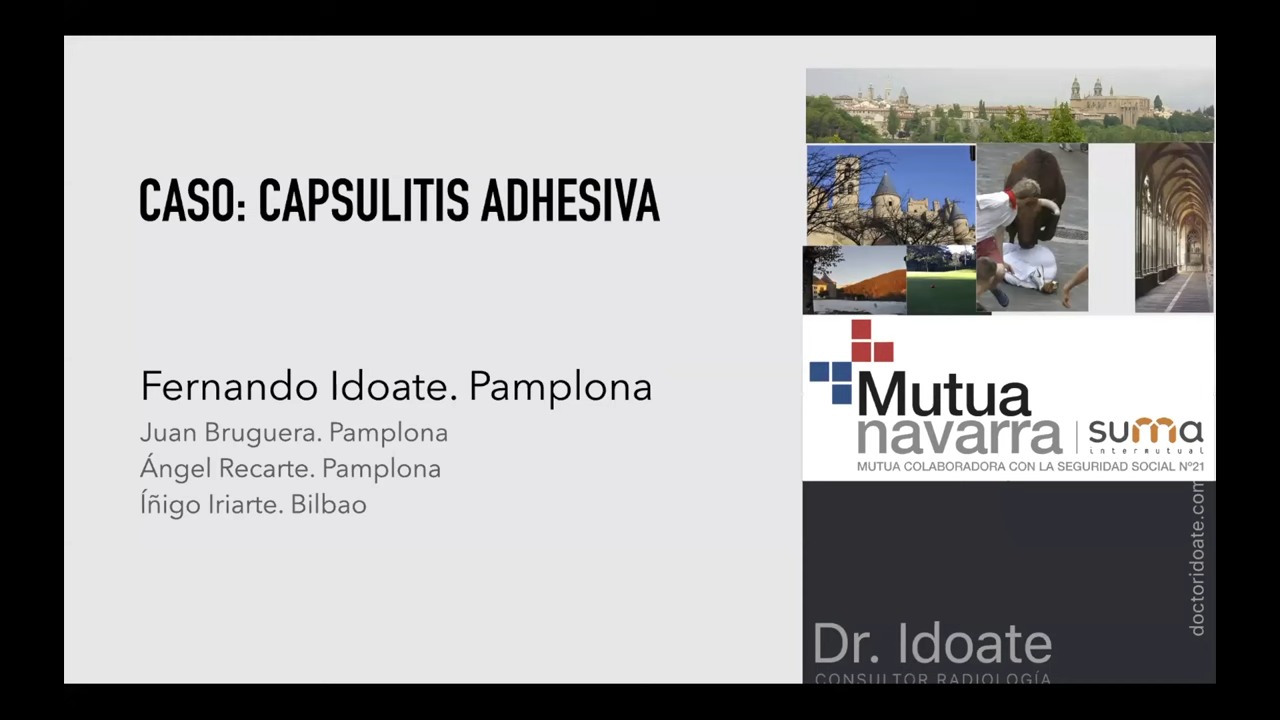 CASO: CAPSULITIS ADHESIVA
Fernando Idoate. Pamplona
Juan Bruguera. Pamplona
Ángel Recarte. Pamplona
Íñigo Iriarte. Bilbao
Mutua
navarra
suma
intermutual
MUTUA COLABORADORA CON LA SEGURIDAD SOCIAL Nº21
doctoridoate.com
Dr. Idoate
CONSULTOR RADIOLOGÍA